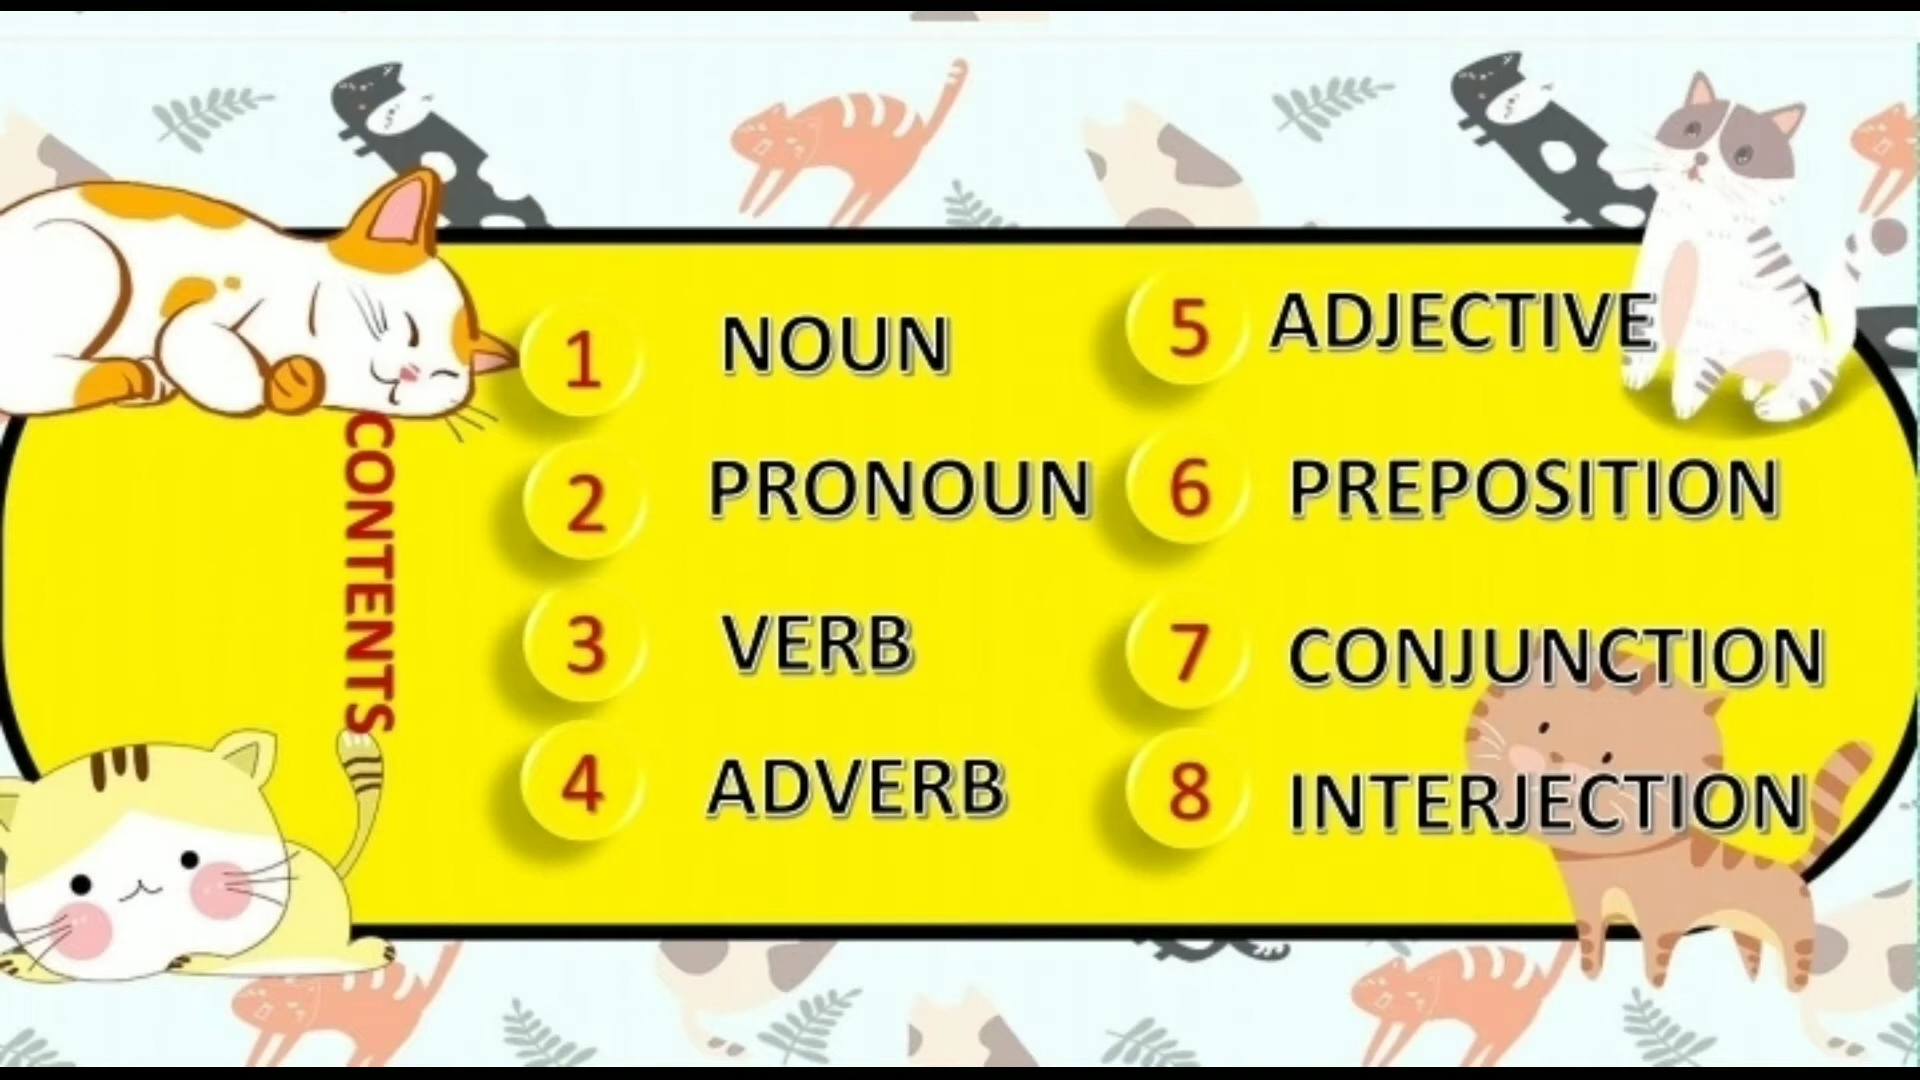 CONTENTS
1 NOUN
2 PRONOUN
3 VERB
4 ADVERB
5 ADJECTIVE
6 PREPOSITION
7 CONJUNCTION
8 INTERJECTION